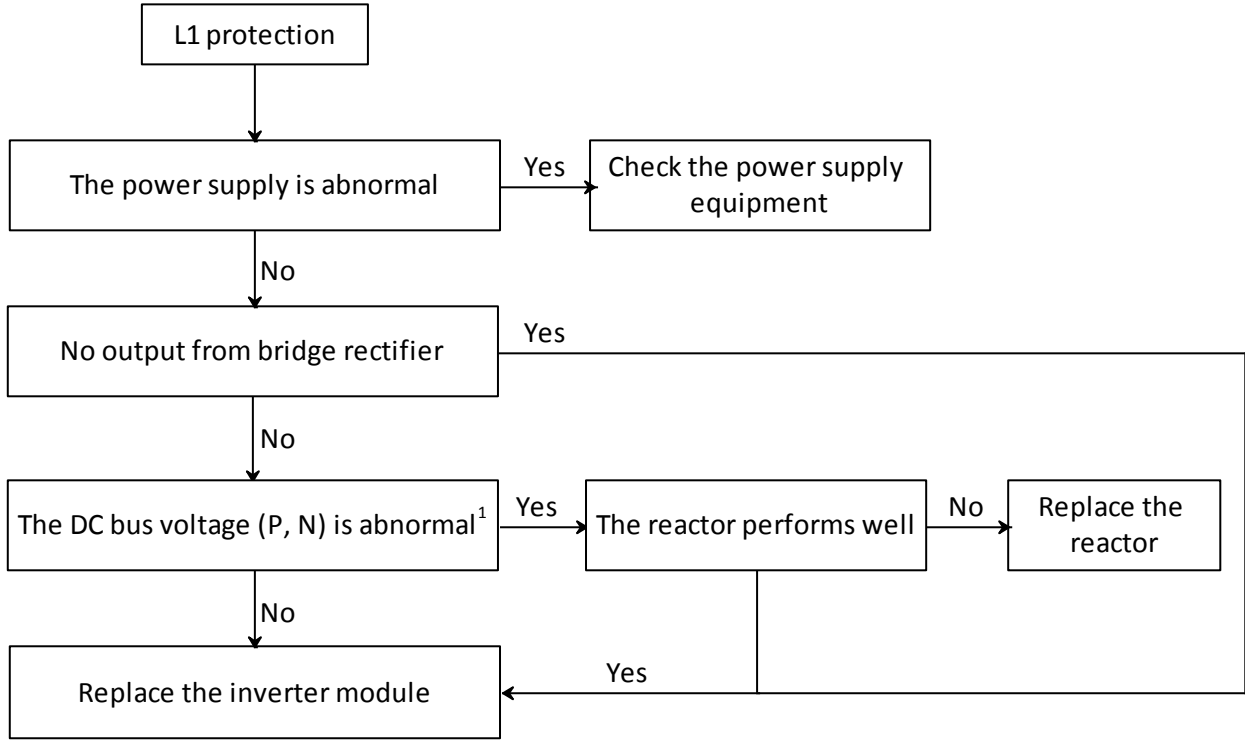 L1 protection
The power supply is abnormal
Yes
Check the power supply
equipment
No
No output from bridge rectifier
Yes
No
The DC bus voltage (P, N) is abnormal¹
Yes
The reactor performs well
No
Replace the
reactor
No
Replace the inverter module
Yes